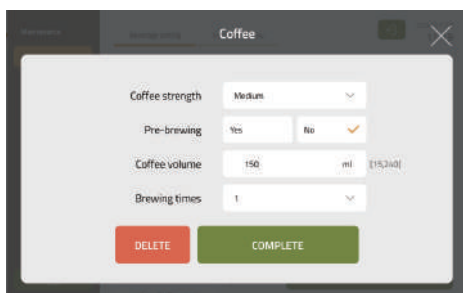 Coffee
Coffee strength Medium
Pre-brewing Yes No
Coffee volume 150 ml [15,240]
Brewing times 1
DELETE COMPLETE